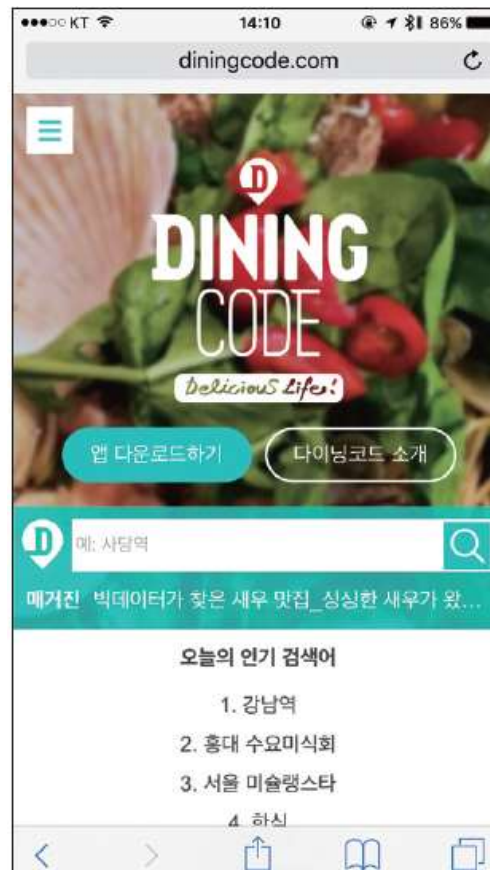 KT 14:10 86%
diningcode.com
D
DINING
CODE
Delicious Life!
앱 다운로드하기 다이닝코드 소개
D 예: 사당역
매거진 빅데이터가 찾은 새우 맛집_싱싱한 새우가 왔...
오늘의 인기 검색어
1. 강남역
2. 홍대 수요미식회
3. 서울 미슐랭스타
4. 한식